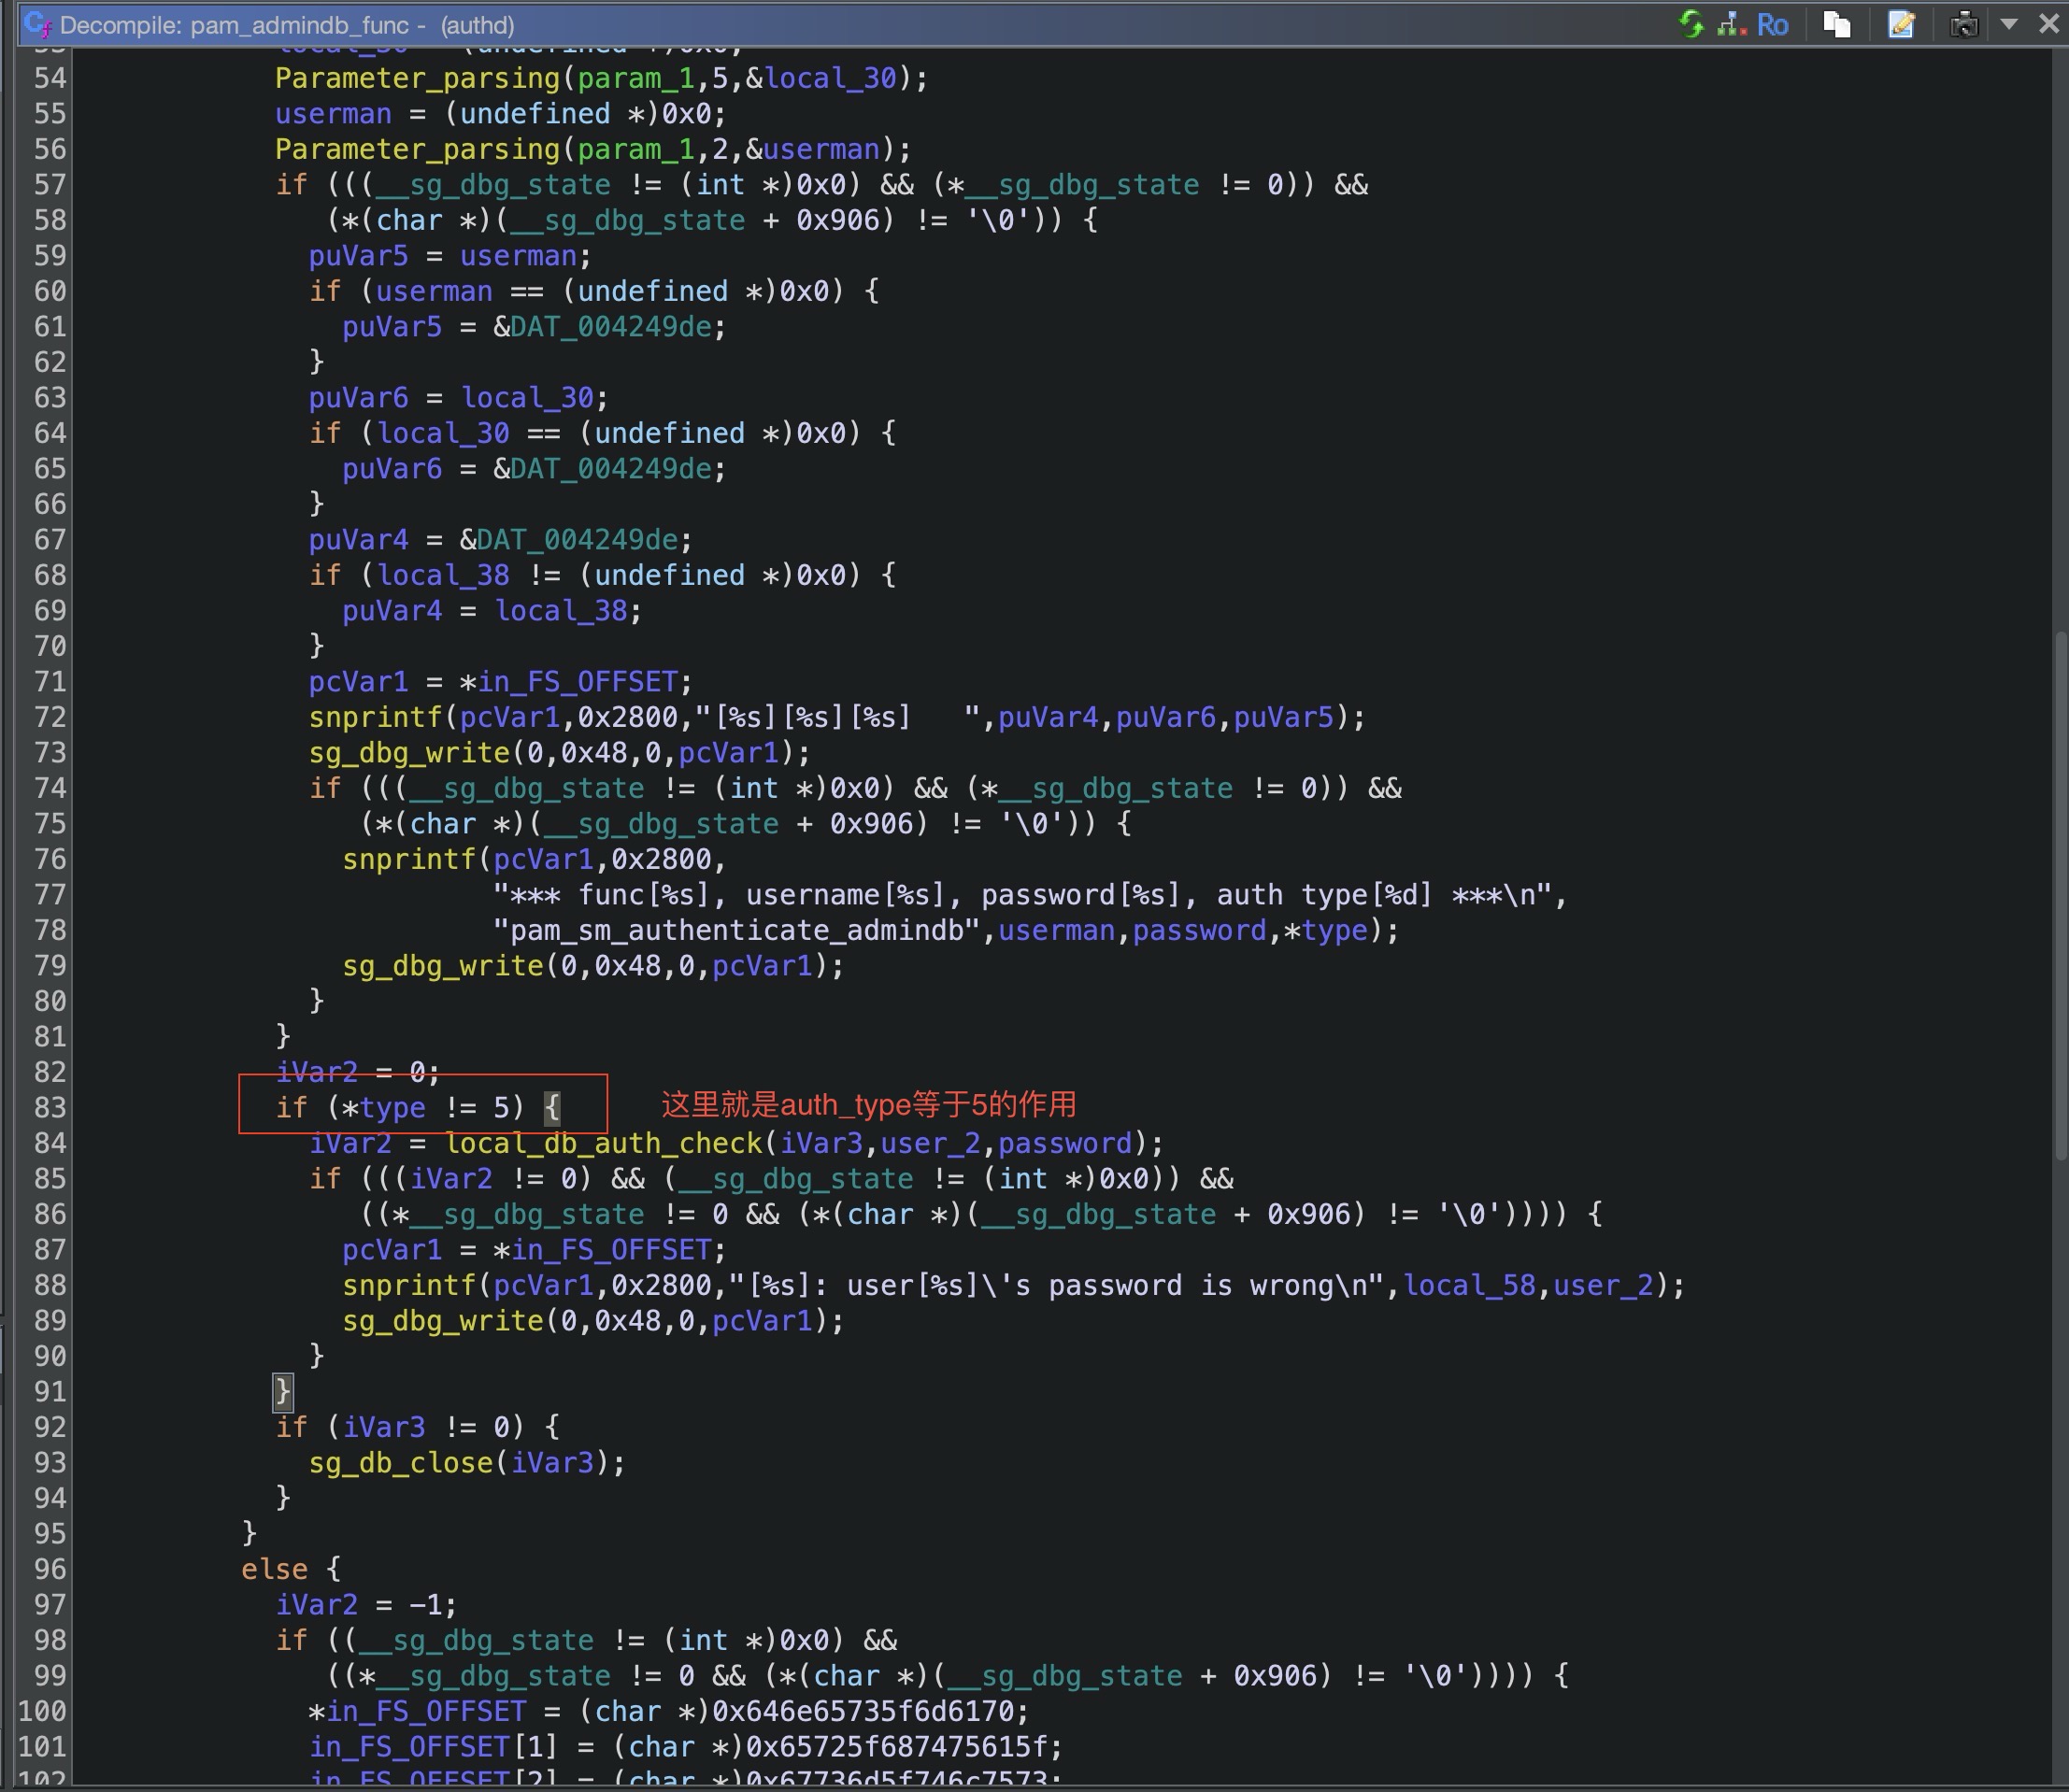 Decompile: pam_admindb_func - (authd)
Ro
54 Parameter_parsing(param_1,5,&local_30);
55 userman = (undefined *)0x0;
56 Parameter_parsing(param_1,2,&userman);
57 if (((__sg_dbg_state != (int *)0x0) && (*__sg_dbg_state != 0)) &&
58 (*(char *)(__sg_dbg_state + 0x906) != '\0')) {
59 puVar5 = userman;
60 if (userman == (undefined *)0x0) {
61 puVar5 = &DAT_004249de;
62 }
63 puVar6 = local_30;
64 if (local_30 == (undefined *)0x0) {
65 puVar6 = &DAT_004249de;
66 }
67 puVar4 = &DAT_004249de;
68 if (local_38 != (undefined *)0x0) {
69 puVar4 = local_38;
70 }
71 pcVar1 = *in_FS_OFFSET;
72 snprintf(pcVar1,0x2800,"[%s][%s][%s]   ",puVar4,puVar6,puVar5);
73 sg_dbg_write(0,0x48,0,pcVar1);
74 if (((__sg_dbg_state != (int *)0x0) && (*__sg_dbg_state != 0)) &&
75 (*(char *)(__sg_dbg_state + 0x906) != '\0')) {
76 snprintf(pcVar1,0x2800,
77 "*** func[%s], username[%s], password[%s], auth type[%d] ***\n",
78 "pam_sm_authenticate_admindb",userman,password,*type);
79 sg_dbg_write(0,0x48,0,pcVar1);
80 }
81 }
82 iVar2 = 0;
83 if (*type != 5) { 这里就是auth_type等于5的作用
84 iVar2 = local_db_auth_check(iVar3,user_2,password);
85 if (((iVar2 != 0) && (__sg_dbg_state != (int *)0x0)) &&
86 ((*__sg_dbg_state != 0 && (*(char *)(__sg_dbg_state + 0x906) != '\0')))) {
87 pcVar1 = *in_FS_OFFSET;
88 snprintf(pcVar1,0x2800,"[%s]: user[%s]\'s password is wrong\n",local_58,user_2);
89 sg_dbg_write(0,0x48,0,pcVar1);
90 }
91 }
92 if (iVar3 != 0) {
93 sg_db_close(iVar3);
94 }
95 }
96 else {
97 iVar2 = -1;
98 if ((__sg_dbg_state != (int *)0x0) &&
99 ((*__sg_dbg_state != 0 && (*(char *)(__sg_dbg_state + 0x906) != '\0')))) {
100 *in_FS_OFFSET = (char *)0x646e65735f6d6170;
101 in_FS_OFFSET[1] = (char *)0x65725f687475615f;
102 in_FS_OFFSET[2] = (char *)0x67736d5f746c7573;